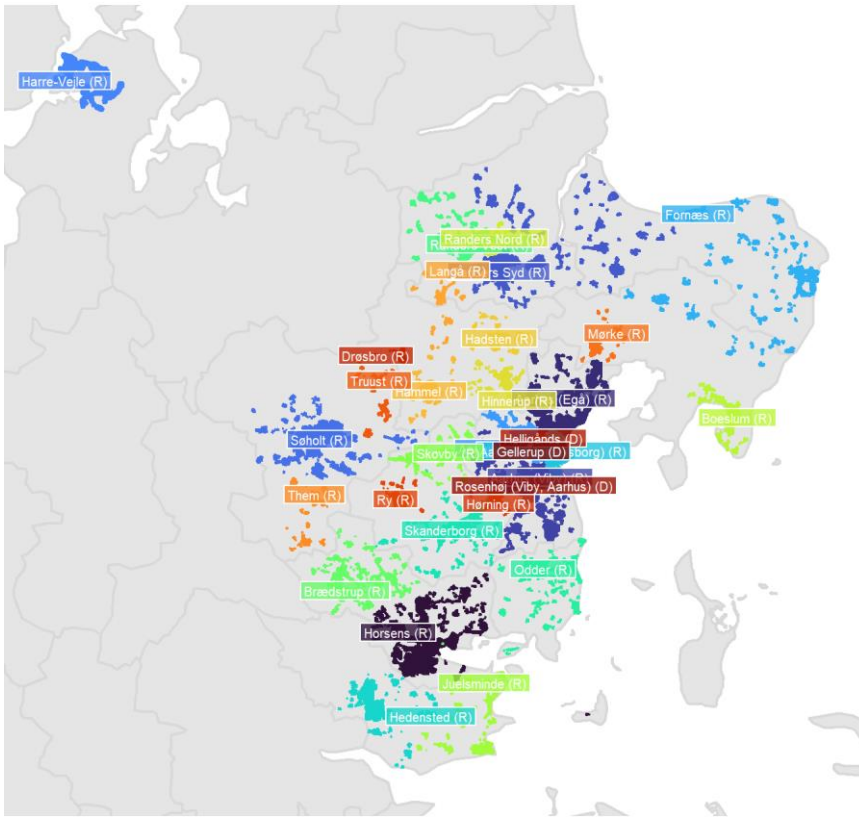 Harre-Vejle (R)
Fornæs (R)
Randers Nord (R)
Langå (R)
Syd (R)
Mørke (R)
Hadsten (R)
Drøsbro (R)
Truust (R)
Hammel (R)
Hinnerup (R)
(Egå) (R)
Boeslum (R)
Helligånds (D)
Søholt (R)
Gellerup (D)
(R)
Skovby (R)
Rosenhøj (Viby, Aarhus) (D)
Them (R)
Ry (R)
Hørning (R)
Skanderborg (R)
Odder (R)
Brædstrup (R)
Horsens (R)
Juelsminde (R)
Hedensted (R)